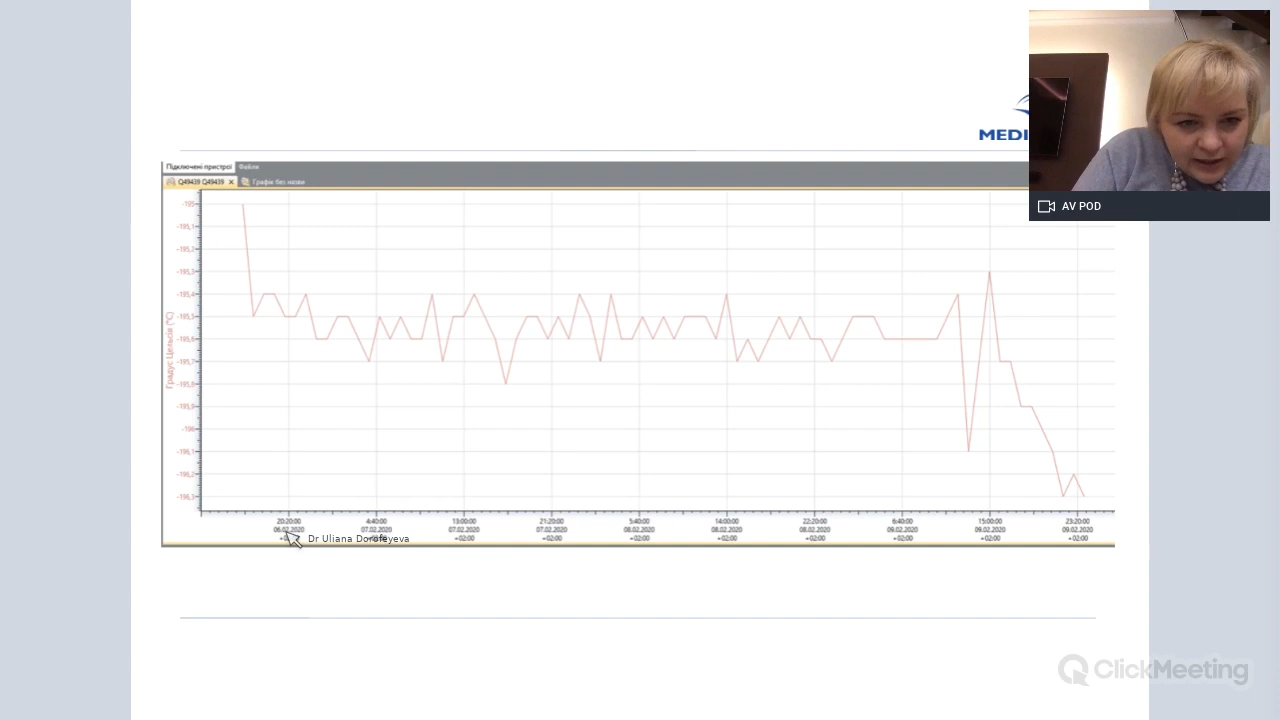 MEDI
AV POD
Підключені пристрої Файли
Q49439 Q49439 × Графік без назви
Градус Цельсія (°C)
-195
-195,1
-195,2
-195,3
-195,4
-195,5
-195,6
-195,7
-195,8
-195,9
-196
-196,1
-196,2
-196,3
20:20:00 4:40:00 13:00:00 21:20:00 5:40:00 14:00:00 22:20:00 6:40:00 15:00:00 23:20:00
06.02.2020 07.02.2020 07.02.2020 07.02.2020 08.02.2020 08.02.2020 08.02.2020 09.02.2020 09.02.2020 09.02.2020
+02:00 +02:00 +02:00 +02:00 +02:00 +02:00 +02:00 +02:00
Dr Uliana Dorofeyeva
ClickMeeting